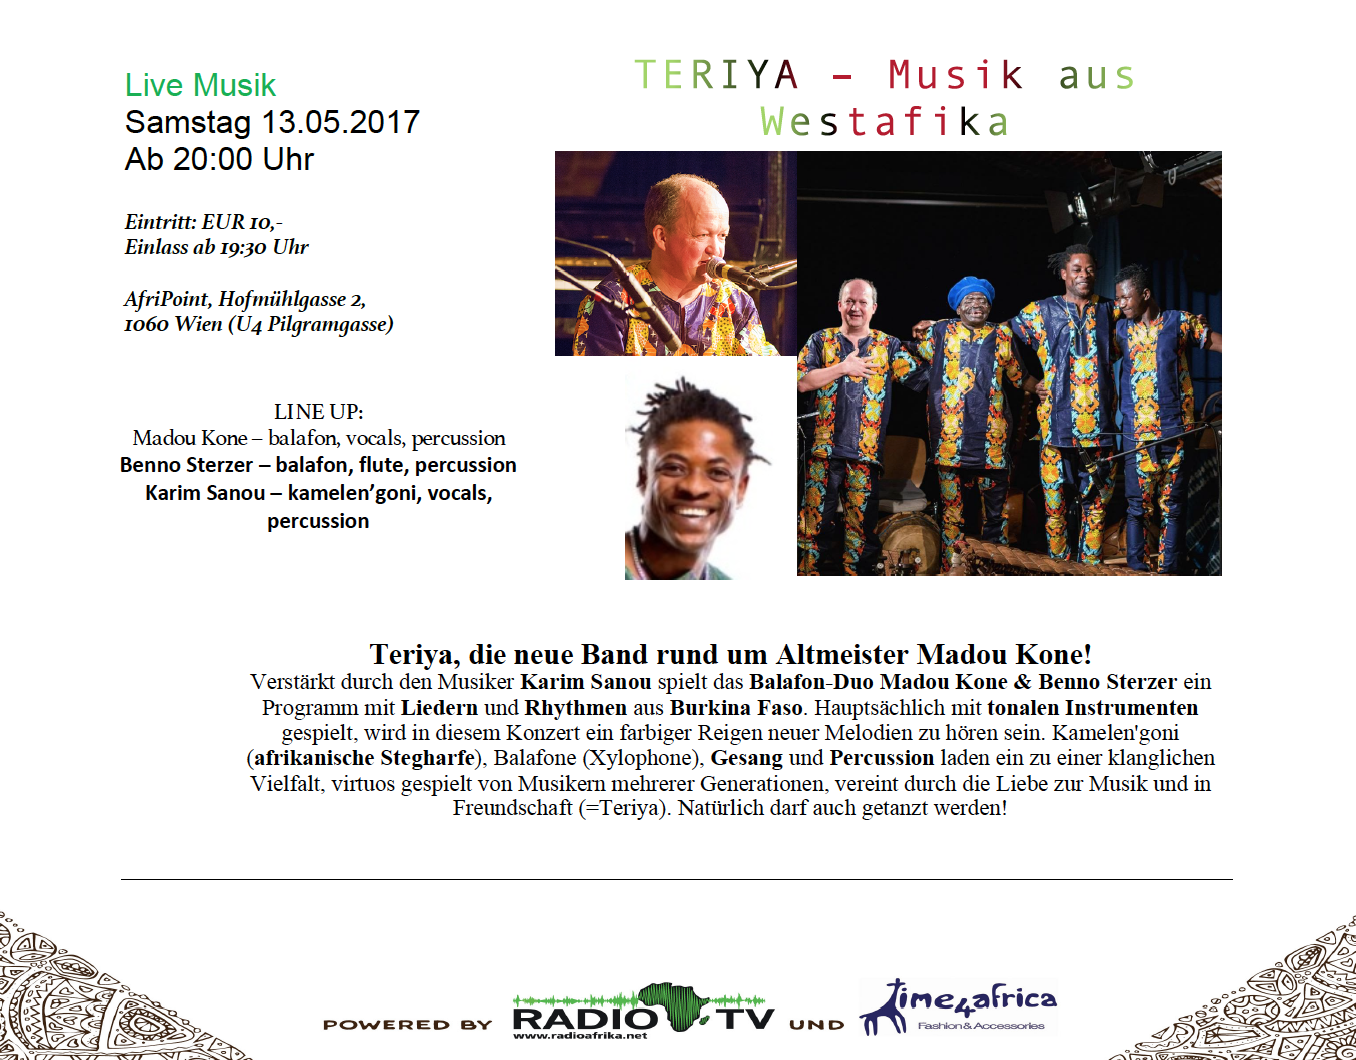 Live Musik
Samstag 13.05.2017
Ab 20:00 Uhr
Eintritt: EUR 10,-
Einlass ab 19:30 Uhr
AfriPoint, Hofmühlgasse 2,
1060 Wien (U4 Pilgramgasse)
LINE UP:
Madou Kone – balafon, vocals, percussion
Benno Sterzer – balafon, flute, percussion
Karim Sanou – kamelen’goni, vocals,
percussion
TERIYA – Musik aus
Westafika
Teriya, die neue Band rund um Altmeister Madou Kone!
Verstärkt durch den Musiker Karim Sanou spielt das Balafon-Duo Madou Kone & Benno Sterzer ein
Programm mit Liedern und Rhythmen aus Burkina Faso. Hauptsächlich mit tonalen Instrumenten
gespielt, wird in diesem Konzert ein farbiger Reigen neuer Melodien zu hören sein. Kamelen'goni
(afrikanische Stegharfe), Balafone (Xylophone), Gesang und Percussion laden ein zu einer klanglichen
Vielfalt, virtuos gespielt von Musikern mehrerer Generationen, vereint durch die Liebe zur Musik und in
Freundschaft (=Teriya). Natürlich darf auch getanzt werden!
POWERED BY RADIO TV UND Time4africa
www.radioafrika.net
Fashion & Accessories